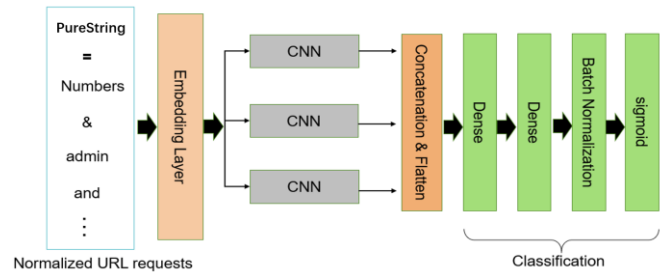 PureString
=
Numbers
&
admin
and
⋮
Normalized URL requests
Embedding Layer
CNN
CNN
CNN
Concatenation & Flatten
Dense
Dense
Batch Normalization
sigmoid
Classification